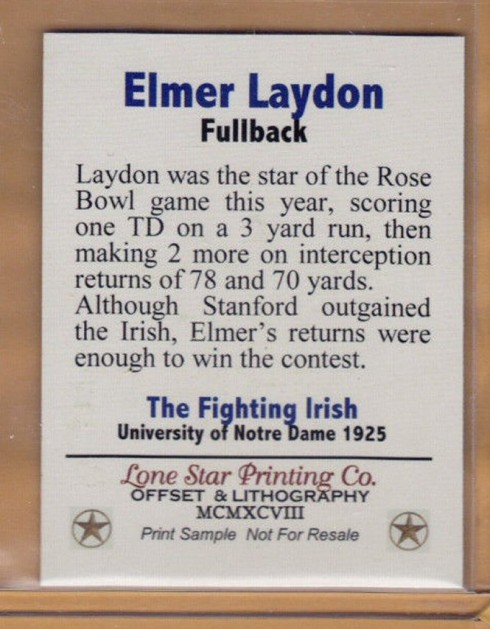 Elmer Laydon
Fullback
Laydon was the star of the Rose
Bowl game this year, scoring
one TD on a 3 yard run, then
making 2 more on interception
returns of 78 and 70 yards.
Although Stanford outgained
the Irish, Elmer's returns were
enough to win the contest.
The Fighting Irish
University of Notre Dame 1925
Lone Star Printing Co.
OFFSET & LITHOGRAPHY
MCMXCVIII
Print Sample Not For Resale